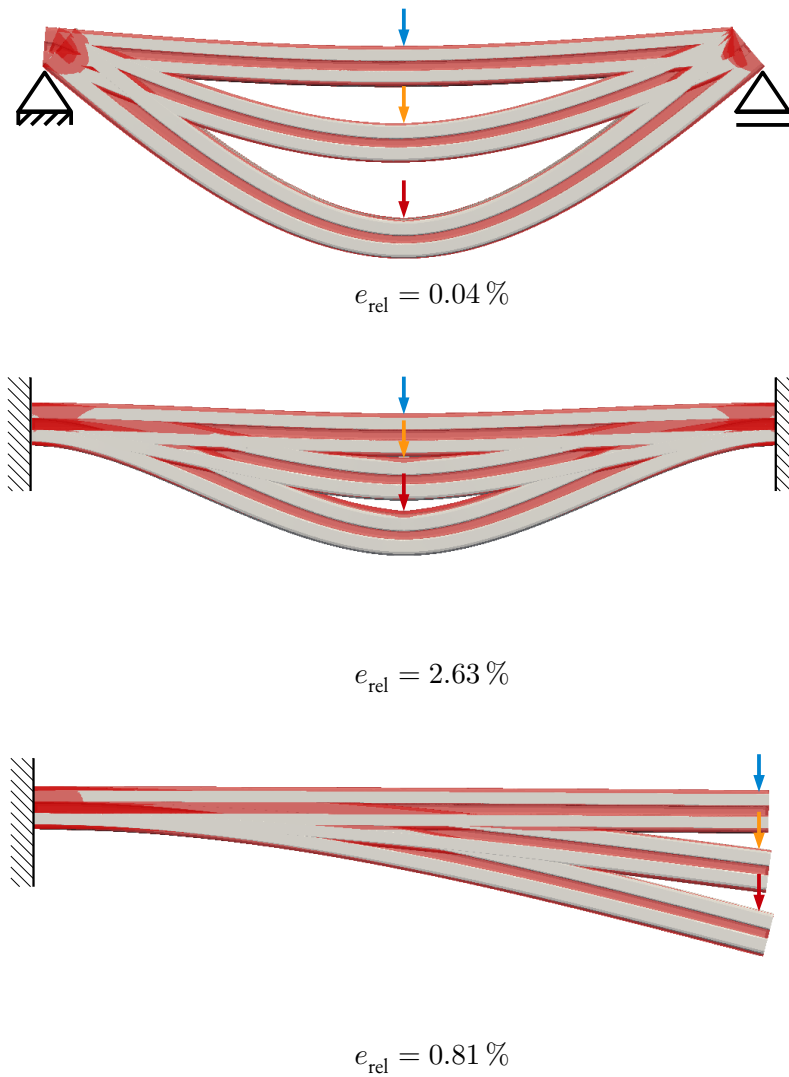 e_rel = 0.04 %
e_rel = 2.63 %
e_rel = 0.81 %